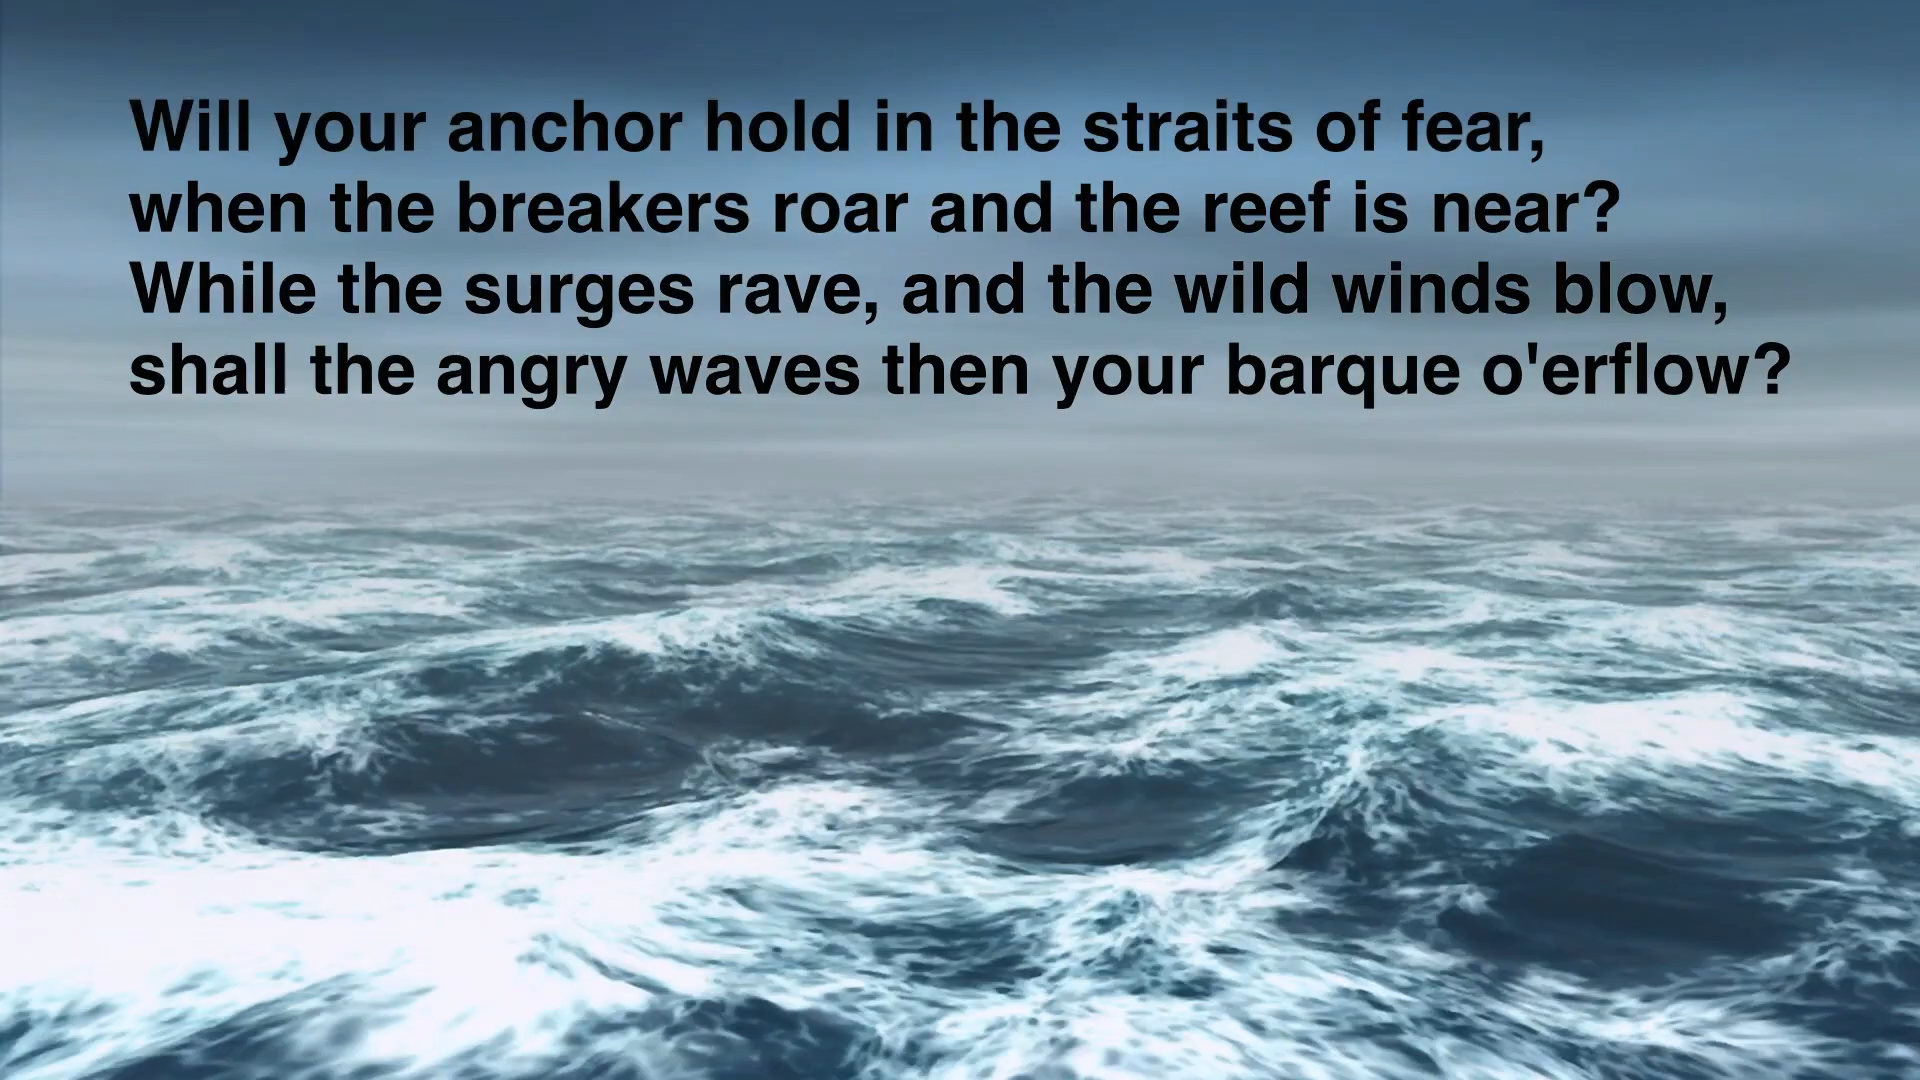 Will your anchor hold in the straits of fear,
when the breakers roar and the reef is near?
While the surges rave, and the wild winds blow,
shall the angry waves then your barque o'erflow?